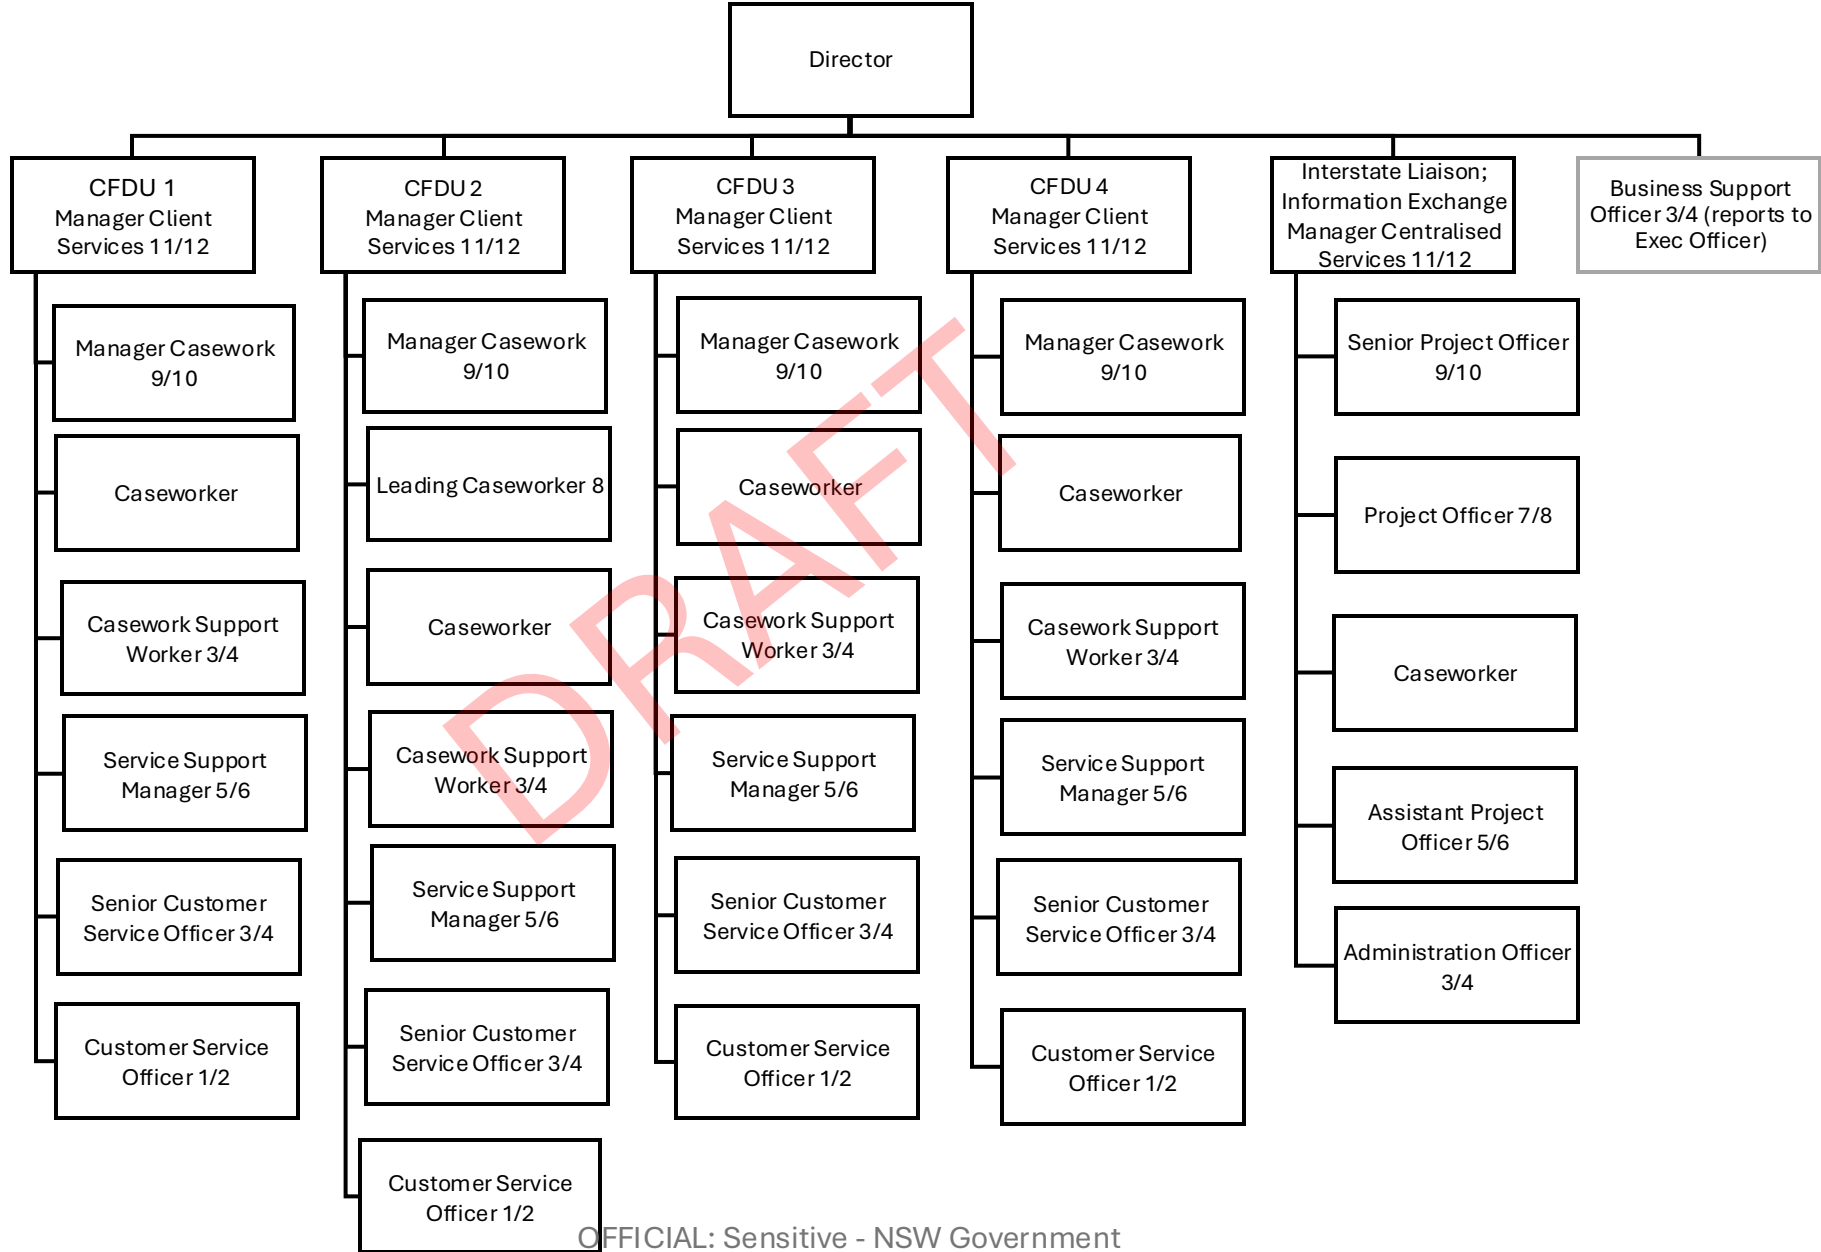 Director
CFDU 1
Manager Client
Services 11/12
CFDU 2
Manager Client
Services 11/12
CFDU 3
Manager Client
Services 11/12
CFDU 4
Manager Client
Services 11/12
Interstate Liaison;
Information Exchange
Manager Centralised
Services 11/12
Business Support
Officer 3/4 (reports to
Exec Officer)
Manager Casework
9/10
Caseworker
Casework Support
Worker 3/4
Service Support
Manager 5/6
Senior Customer
Service Officer 3/4
Customer Service
Officer 1/2
Manager Casework
9/10
Leading Caseworker 8
Caseworker
Casework Support
Worker 3/4
Service Support
Manager 5/6
Senior Customer
Service Officer 3/4
Customer Service
Officer 1/2
Manager Casework
9/10
Caseworker
Casework Support
Worker 3/4
Service Support
Manager 5/6
Senior Customer
Service Officer 3/4
Customer Service
Officer 1/2
Manager Casework
9/10
Caseworker
Casework Support
Worker 3/4
Service Support
Manager 5/6
Senior Customer
Service Officer 3/4
Customer Service
Officer 1/2
Senior Project Officer
9/10
Project Officer 7/8
Caseworker
Assistant Project
Officer 5/6
Administration Officer
3/4
DRAFT
OFFICIAL: Sensitive - NSW Government